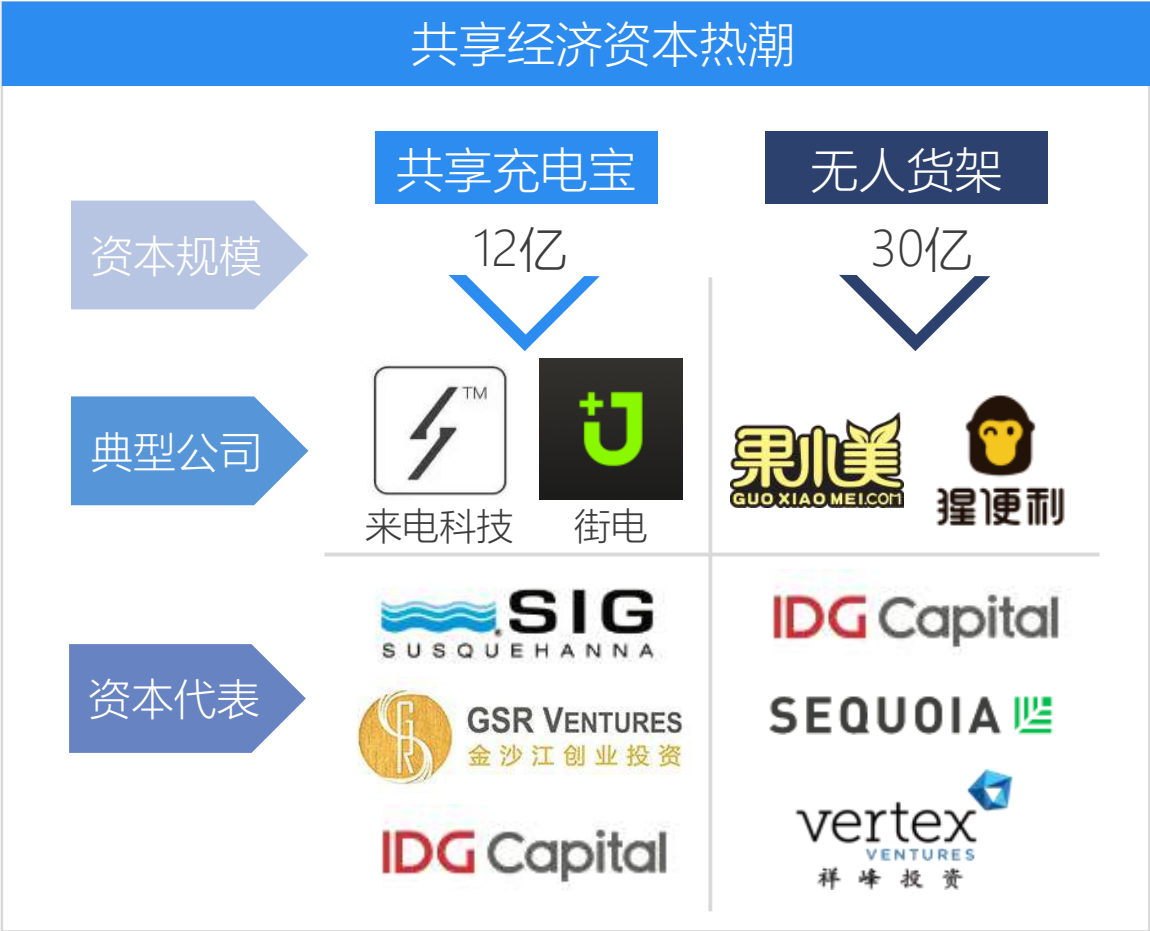 共享经济资本热潮
共享充电宝
无人货架
资本规模
12亿
30亿
典型公司
TM
来电科技
+J
街电
果小美
GUO XIAO MEI.COM
猩便利
资本代表
SIG
SUSQUEHANNA
GSR VENTURES
金沙江创业投资
IDG Capital
IDG Capital
SEQUOIA
vertex
VENTURES
祥峰投资